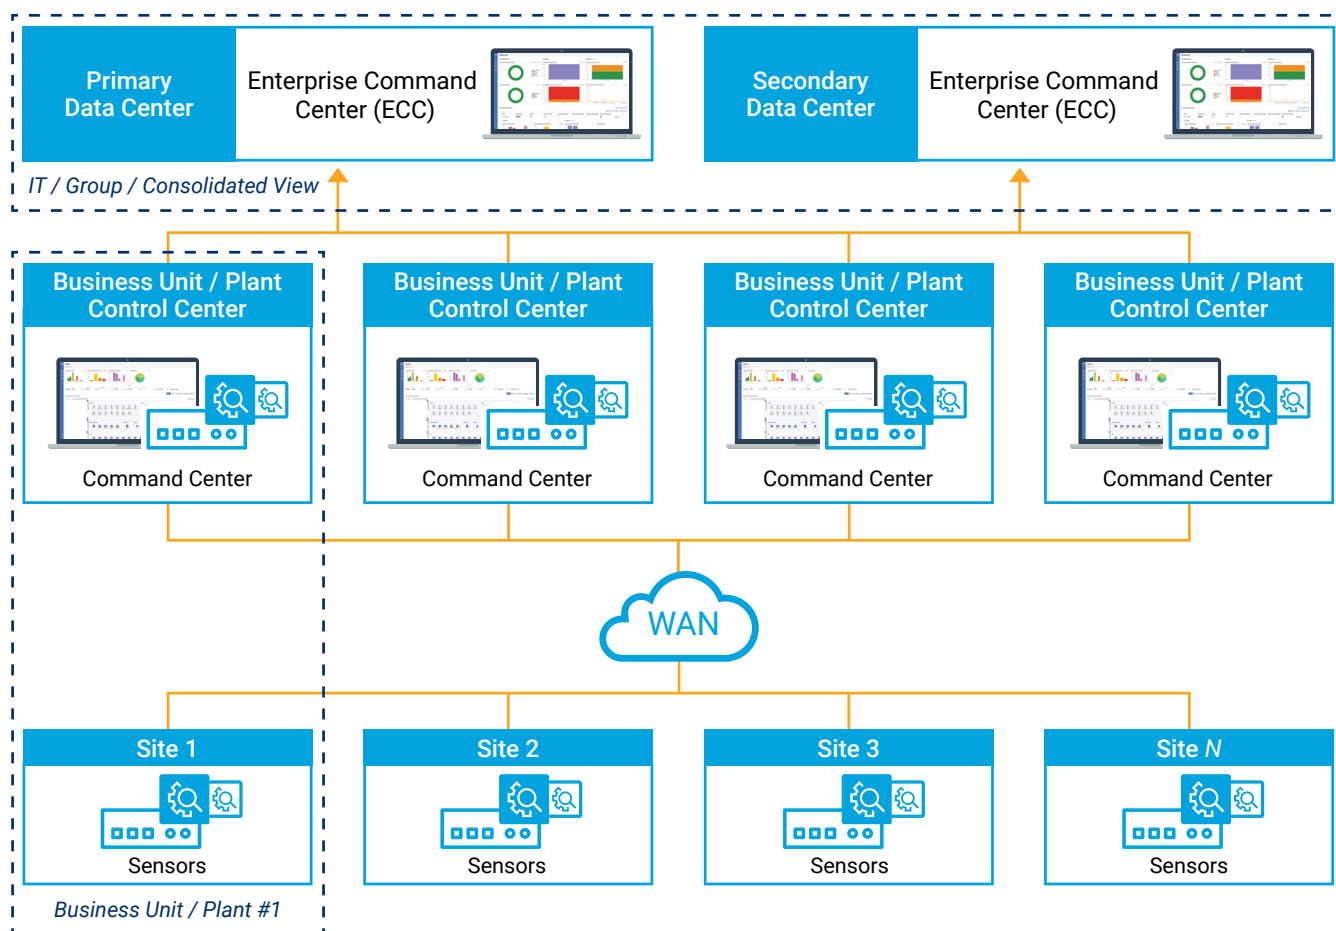 Primary
Data Center
Enterprise Command
Center (ECC)
Secondary
Data Center
Enterprise Command
Center (ECC)
IT / Group / Consolidated View
Business Unit / Plant
Control Center
Command Center
Business Unit / Plant
Control Center
Command Center
Business Unit / Plant
Control Center
Command Center
Business Unit / Plant
Control Center
Command Center
WAN
Site 1
Sensors
Site 2
Sensors
Site 3
Sensors
Site N
Sensors
Business Unit / Plant #1